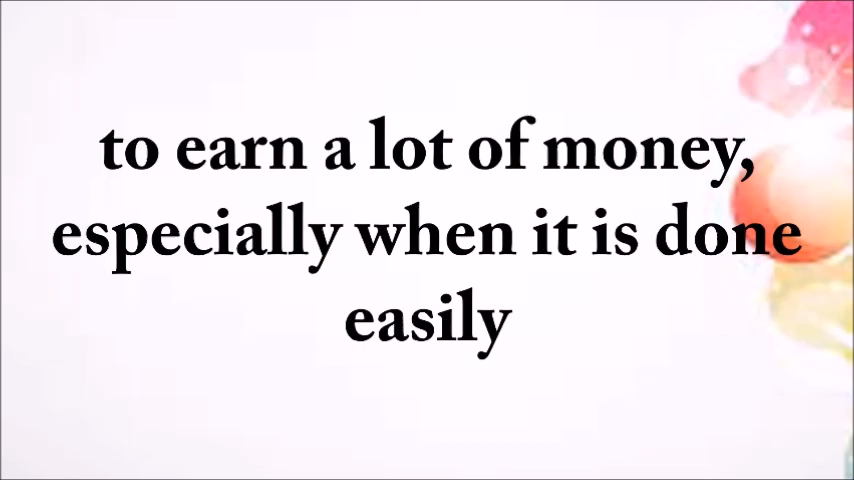 to earn a lot of money,
especially when it is done
easily